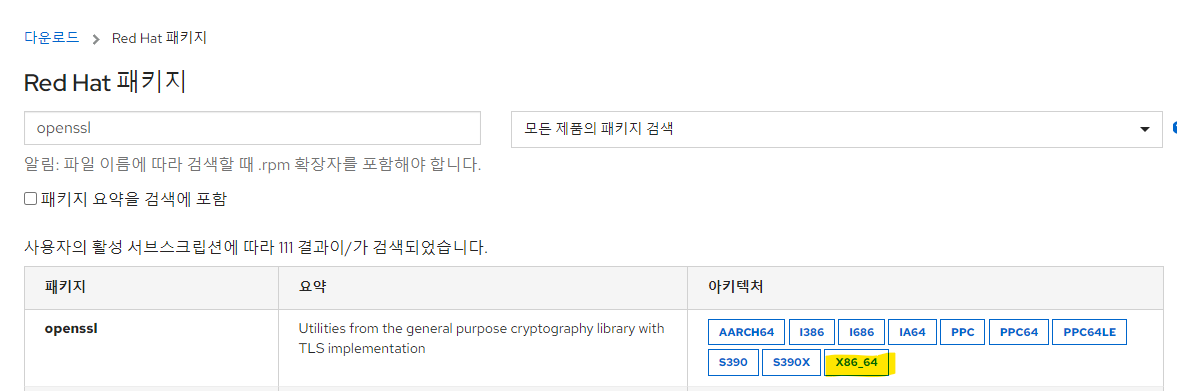 다운로드 > Red Hat 패키지
Red Hat 패키지
openssl
모든 제품의 패키지 검색
알림: 파일 이름에 따라 검색할 때 .rpm 확장자를 포함해야 합니다.
패키지 요약을 검색에 포함
사용자의 활성 서브스크립션에 따라 111 결과이/가 검색되었습니다.
패키지 요약 아키텍처
openssl
Utilities from the general purpose cryptography library with
TLS implementation
AARCH64 I386 I686 IA64 PPC PPC64 PPC64LE
S390 S390X X86_64